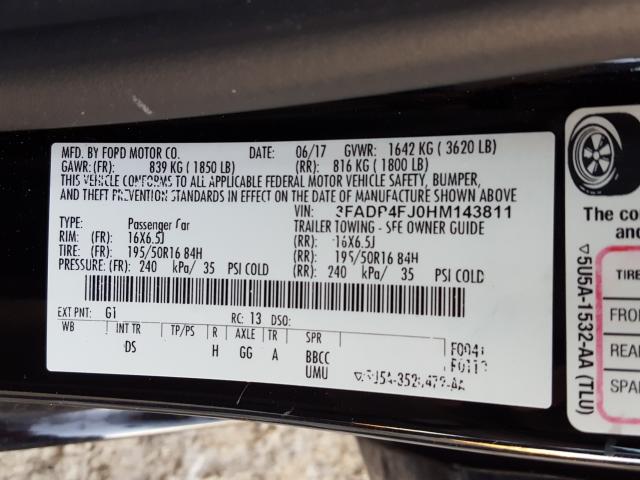 MFD. BY FORD MOTOR CO. DATE: 06/17 GVWR: 1642 KG ( 3620 LB)
GAWR: (FR): 839 KG ( 1850 LB) (RR): 816 KG ( 1800 LB)
THIS VEHICLE CONFORMS TO ALL APPLICABLE FEDERAL MOTOR VEHICLE SAFETY, BUMPER,
AND THEFT PREVENTION STANDARDS IN EFFECT ON THE DATE OF MANUFACTURE SHOWN ABOVE
VIN: 3FADP4FJ0HM143811
TYPE: Passenger Car TRAILER TOWING - SEE OWNER GUIDE
RIM: (FR): 16X6.5J (RR): 16X6.5J
TIRE: (FR): 195/50R16 84H (RR): 195/50R16 84H
PRESSURE: (FR): 240 kPa/ 35 PSI COLD (RR): 240 kPa/ 35 PSI COLD
EXT PNT: G1 RC: 13 DSO:
WB INT TR TP/PS R AXLE TR SPR
DS H GG A BBCC
UMU
▽5U5A-1532-AA (TLU)
The co
and
TIRE
FRO
REA
SPAR